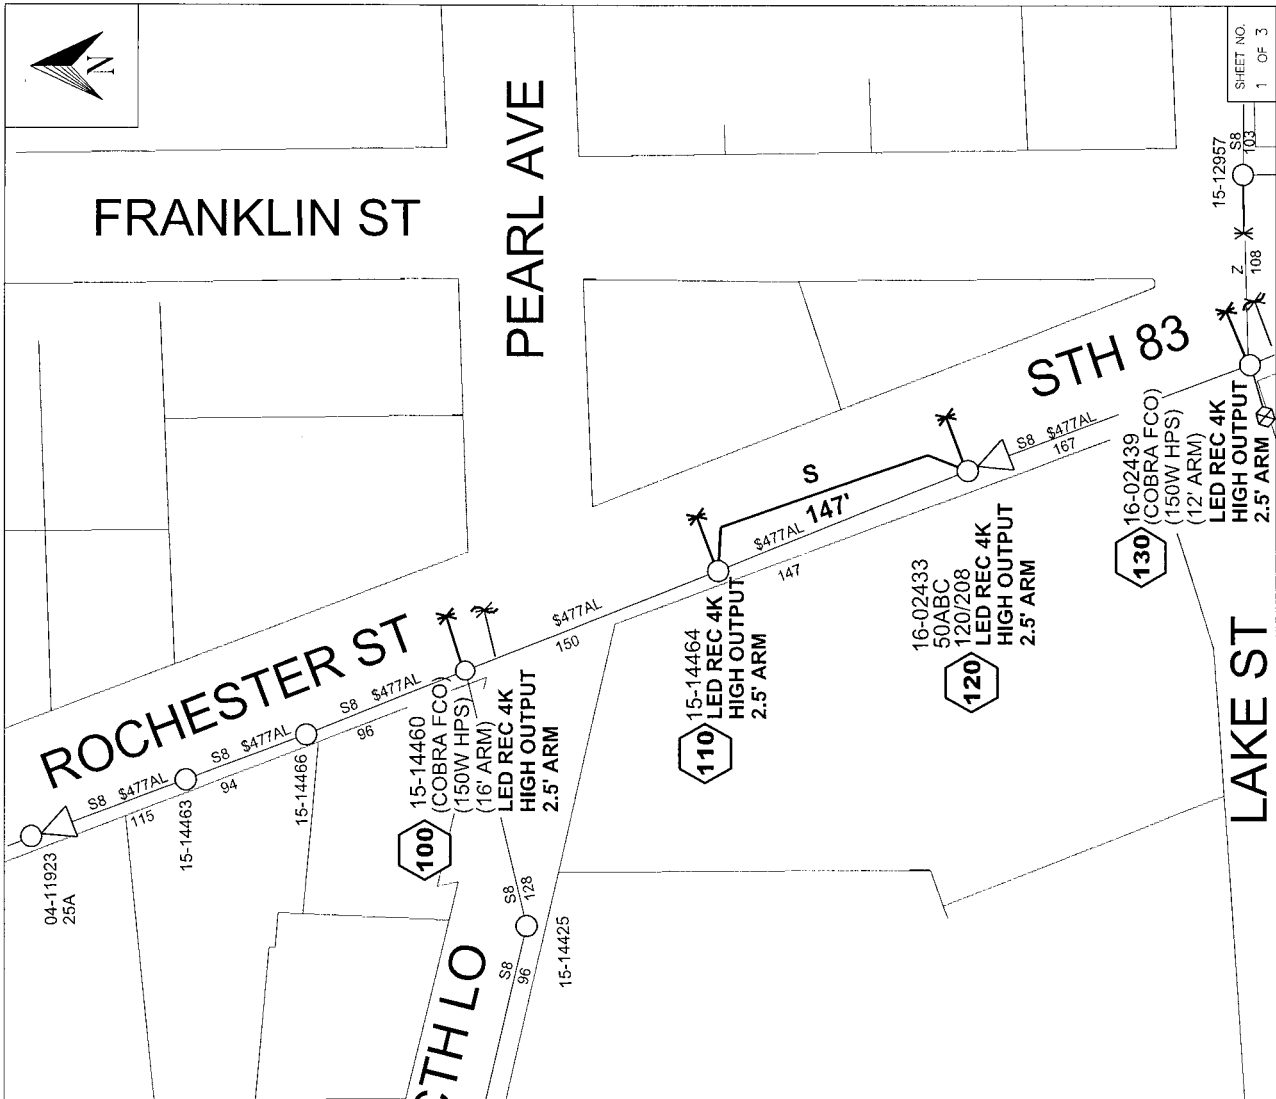 N
FRANKLIN ST
PEARL AVE
SHEET NO.
1 OF 3
15-12957
S8
103
Z
108
STH 83
S8 $477AL
167
16-02439
(COBRA FCO)
(150W HPS)
(12' ARM)
LED REC 4K
HIGH OUTPUT
2.5' ARM
130
S
147'
$477AL
147
16-02433
50ABC
120/208
LED REC 4K
HIGH OUTPUT
2.5' ARM
120
15-14464
LED REC 4K
HIGH OUTPUT
2.5' ARM
110
$477AL
150
ROCHESTER ST
S8 $477AL
96
S8 $477AL
94
S8 $477AL
115
15-14466
15-14463
04-11923
25A
15-14460
(COBRA FCO)
(150W HPS)
(16' ARM)
LED REC 4K
HIGH OUTPUT
2.5' ARM
100
S8
128
S8
96
15-14425
CTH LO
LAKE ST